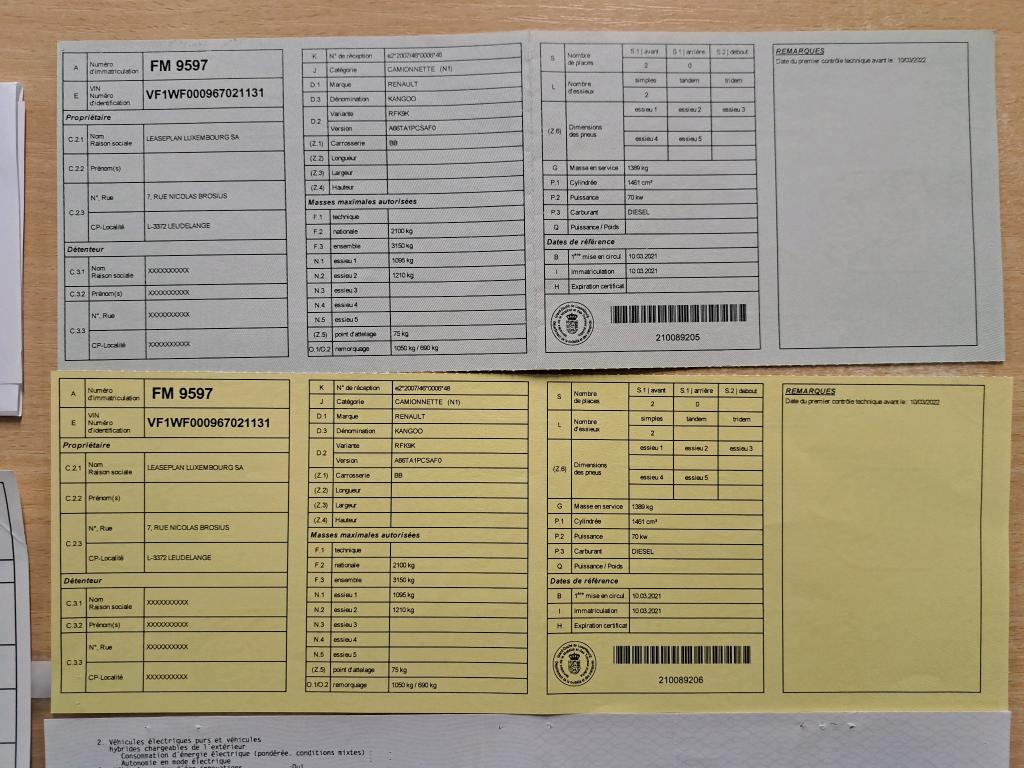 A Numéro d'immatriculation FM 9597
E VIN Numéro d'identification VF1WF000967021131
Propriétaire
C.2.1 Nom Raison sociale LEASEPLAN LUXEMBOURG SA
C.2.2 Prénom(s)
C.2.3 N°, Rue 7, RUE NICOLAS BROSIUS
CP-Localité L-3372 LEUDELANGE
Détenteur
C.3.1 Nom Raison sociale XXXXXXXXXX
C.3.2 Prénom(s) XXXXXXXXXX
C.3.3 N°, Rue XXXXXXXXXX
CP-Localité XXXXXXXXXX
K N° de réception e2*2007/46*0006*48
J Catégorie CAMIONNETTE (N1)
D.1 Marque RENAULT
D.3 Dénomination KANGOO
D.2 Variante RFK9K
Version A86TA1PCSAF0
(Z.1) Carrosserie BB
(Z.2) Longueur
(Z.3) Largeur
(Z.4) Hauteur
Masses maximales autorisées
F.1 technique
F.2 nationale 2100 kg
F.3 ensemble 3150 kg
N.1 essieu 1 1095 kg
N.2 essieu 2 1210 kg
N.3 essieu 3
N.4 essieu 4
N.5 essieu 5
(Z.5) point d'attelage 75 kg
O.1/O.2 remorquage 1050 kg / 690 kg
S Nombre de places S.1 | avant S.1 | arrière S.2 | debout
2 0
L Nombre d'essieux simples tandem tridem
2
(Z.6) Dimensions des pneus essieu 1 essieu 2 essieu 3
essieu 4 essieu 5
G Masse en service 1389 kg
P.1 Cylindrée 1461 cm³
P.2 Puissance 70 kw
P.3 Carburant DIESEL
Q Puissance / Poids
Dates de référence
B 1ère mise en circul 10.03.2021
I Immatriculation 10.03.2021
H Expiration certificat
210089205
REMARQUES
Date du premier contrôle technique avant le : 10/03/2022
A Numéro d'immatriculation FM 9597
E VIN Numéro d'identification VF1WF000967021131
Propriétaire
C.2.1 Nom Raison sociale LEASEPLAN LUXEMBOURG SA
C.2.2 Prénom(s)
C.2.3 N°, Rue 7, RUE NICOLAS BROSIUS
CP-Localité L-3372 LEUDELANGE
Détenteur
C.3.1 Nom Raison sociale XXXXXXXXXX
C.3.2 Prénom(s) XXXXXXXXXX
C.3.3 N°, Rue XXXXXXXXXX
CP-Localité XXXXXXXXXX
K N° de réception e2*2007/46*0006*48
J Catégorie CAMIONNETTE (N1)
D.1 Marque RENAULT
D.3 Dénomination KANGOO
D.2 Variante RFK9K
Version A86TA1PCSAF0
(Z.1) Carrosserie BB
(Z.2) Longueur
(Z.3) Largeur
(Z.4) Hauteur
Masses maximales autorisées
F.1 technique
F.2 nationale 2100 kg
F.3 ensemble 3150 kg
N.1 essieu 1 1095 kg
N.2 essieu 2 1210 kg
N.3 essieu 3
N.4 essieu 4
N.5 essieu 5
(Z.5) point d'attelage 75 kg
O.1/O.2 remorquage 1050 kg / 690 kg
S Nombre de places S.1 | avant S.1 | arrière S.2 | debout
2 0
L Nombre d'essieux simples tandem tridem
2
(Z.6) Dimensions des pneus essieu 1 essieu 2 essieu 3
essieu 4 essieu 5
G Masse en service 1389 kg
P.1 Cylindrée 1461 cm³
P.2 Puissance 70 kw
P.3 Carburant DIESEL
Q Puissance / Poids
Dates de référence
B 1ère mise en circul 10.03.2021
I Immatriculation 10.03.2021
H Expiration certificat
210089206
REMARQUES
Date du premier contrôle technique avant le : 10/03/2022
2. Véhicules électriques purs et véhicules
hybrides chargeables de l'extérieur
Consommation d'énergie électrique (pondérée, conditions mixtes) :
Autonomie en mode électrique